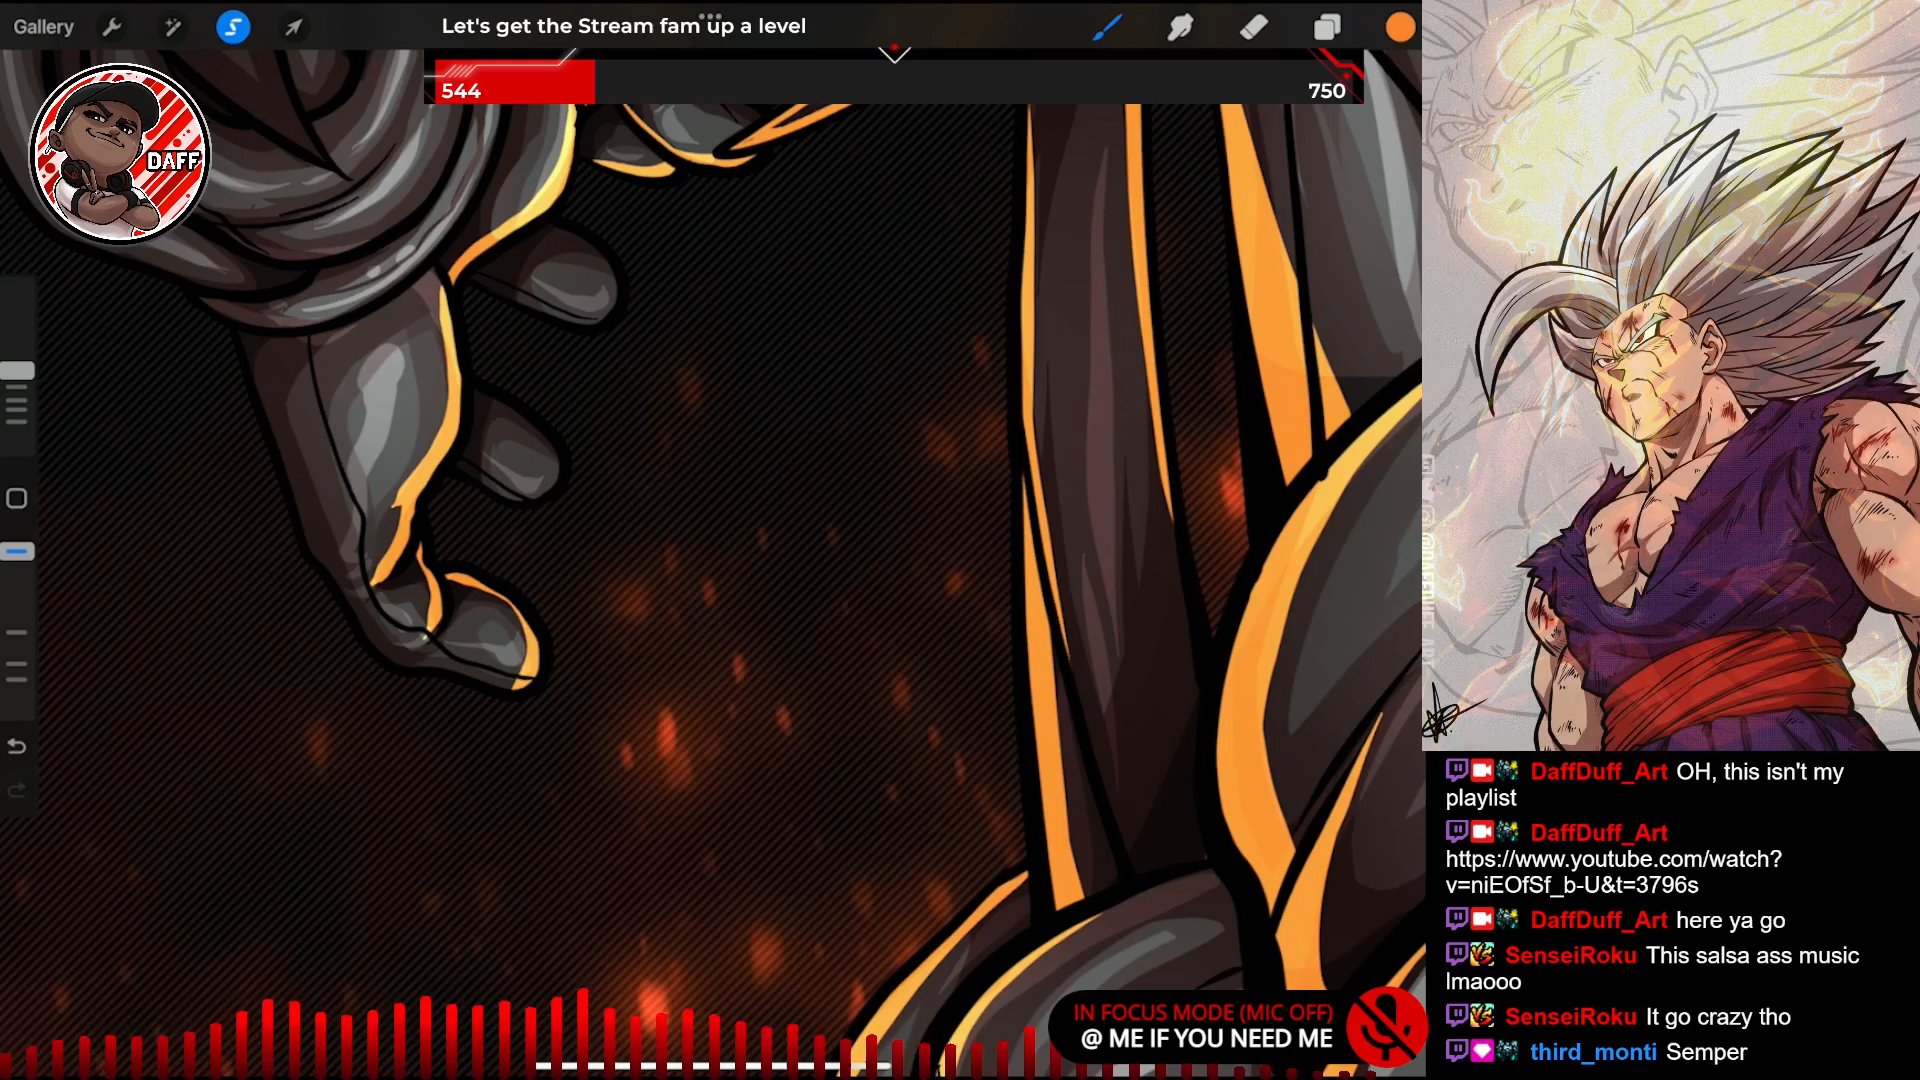 Gallery
Let's get the Stream fam up a level
544
750
DAFF
DaffDuff_Art OH, this isn't my
playlist
DaffDuff_Art
https://www.youtube.com/watch?
v=niEOfSf_b-U&t=3796s
DaffDuff_Art here ya go
SenseiRoku This salsa ass music
lmaooo
SenseiRoku It go crazy tho
third_monti Semper
IN FOCUS MODE (MIC OFF)
@ ME IF YOU NEED ME